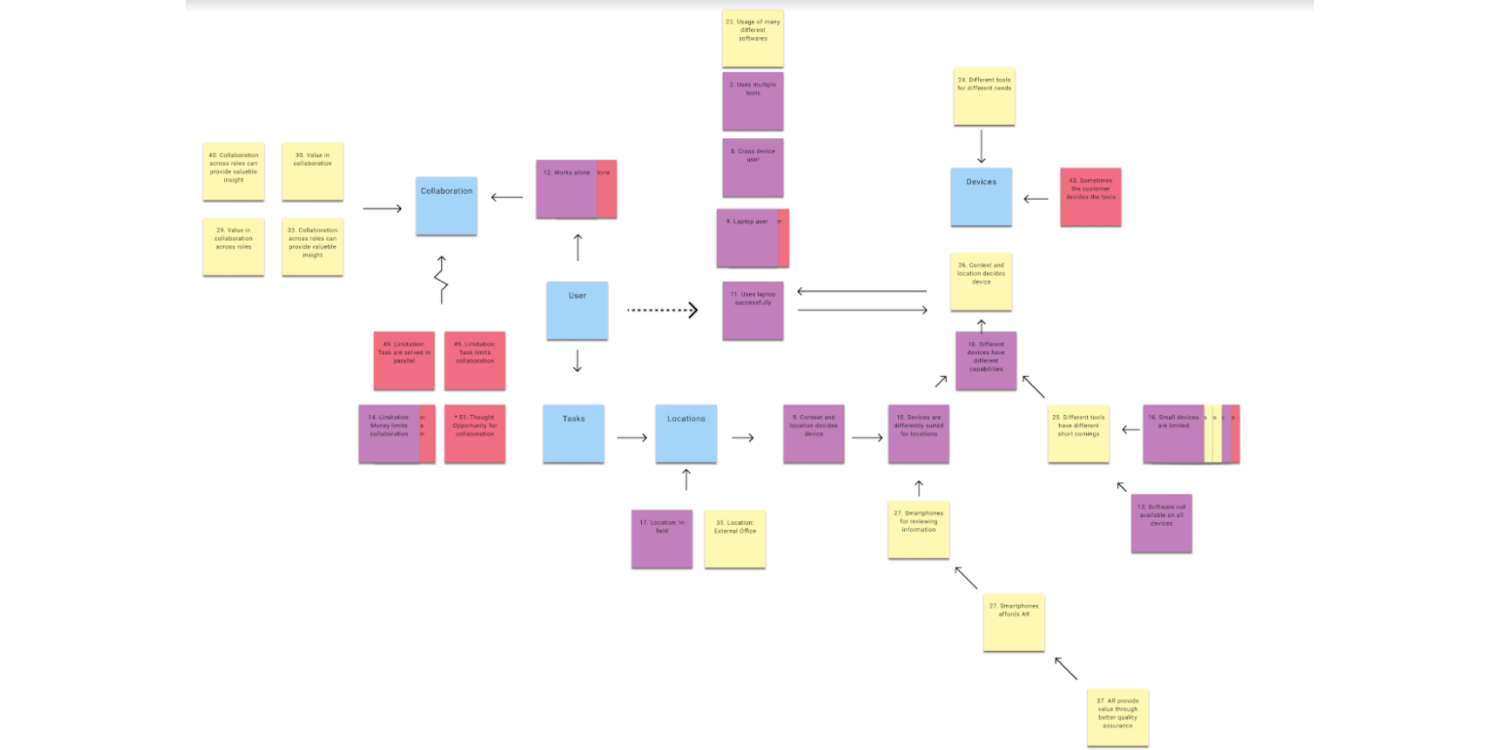 22. Usage of many
different
softwares
2. Uses multiple
tools
8. Cross device
user
9. Laptop user
e
11. Uses laptop
successfully
24. Different tools
for different needs
Devices
43. Sometimes
the customer
decides the tools
26. Context and
location decides
device
10. Different
devices have
different
capabilities
40. Collaboration
across roles can
provide valueble
insight
30. Value in
collaboration
29. Value in
collaboration
across roles
33. Collaboration
across roles can
provide valueble
insight
Collaboration
12. Works alone
lone
User
49. Limitation:
Task are solved in
parallel
49. Limitation:
Task limits
collaboration
14. Limitation:
Money limits
collaboration
* 51. Thought:
Opportunity for
collaboration
Tasks
Locations
9. Context and
location decides
device
10. Devices are
differently suited
for locations
25. Different tools
have different
short comings
16. Small devices
are limited
s
s
s
s
13. Software not
available on all
devices
17. Location: In
field
35. Location:
External Office
27. Smartphones
for reviewing
information
27. Smartphones
affords AR
37. AR provide
value through
better quality
assurance